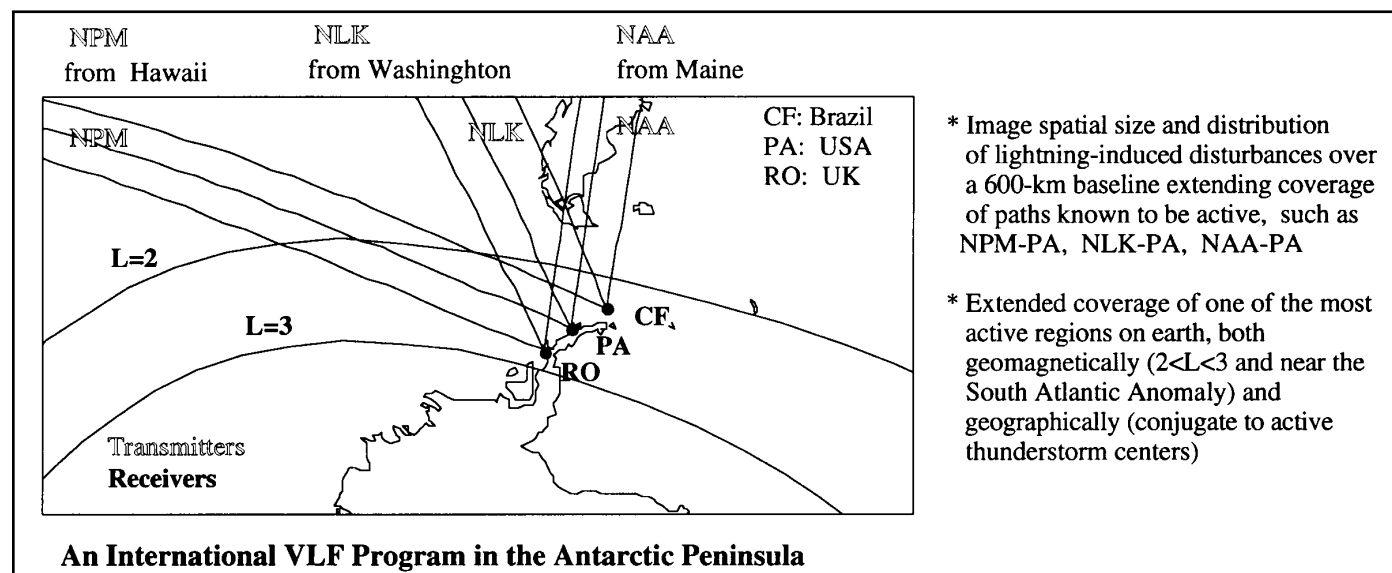 NPM
from Hawaii
NLK
from Washinghton
NAA
from Maine
NPM
NLK
NAA
CF: Brazil
PA: USA
RO: UK
L=2
L=3
CF
PA
RO
Transmitters
Receivers
An International VLF Program in the Antarctic Peninsula
* Image spatial size and distribution
of lightning-induced disturbances over
a 600-km baseline extending coverage
of paths known to be active, such as
NPM-PA, NLK-PA, NAA-PA
* Extended coverage of one of the most
active regions on earth, both
geomagnetically (2<L<3 and near the
South Atlantic Anomaly) and
geographically (conjugate to active
thunderstorm centers)